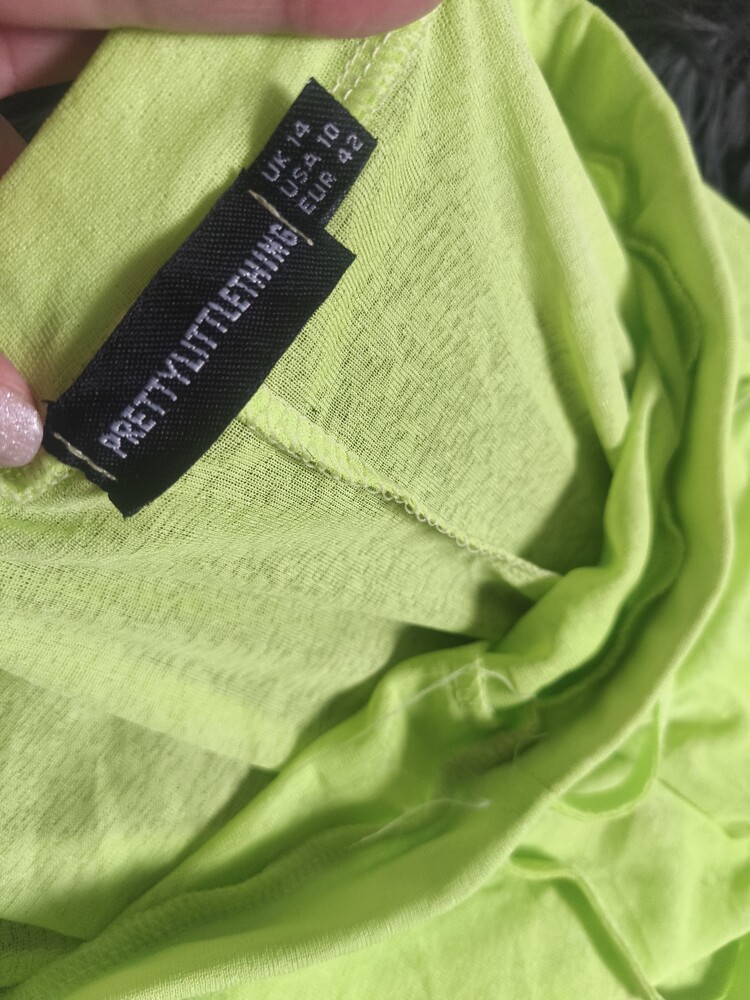 UK 14
USA 10
EUR 42
PRETTYLITTLETHING